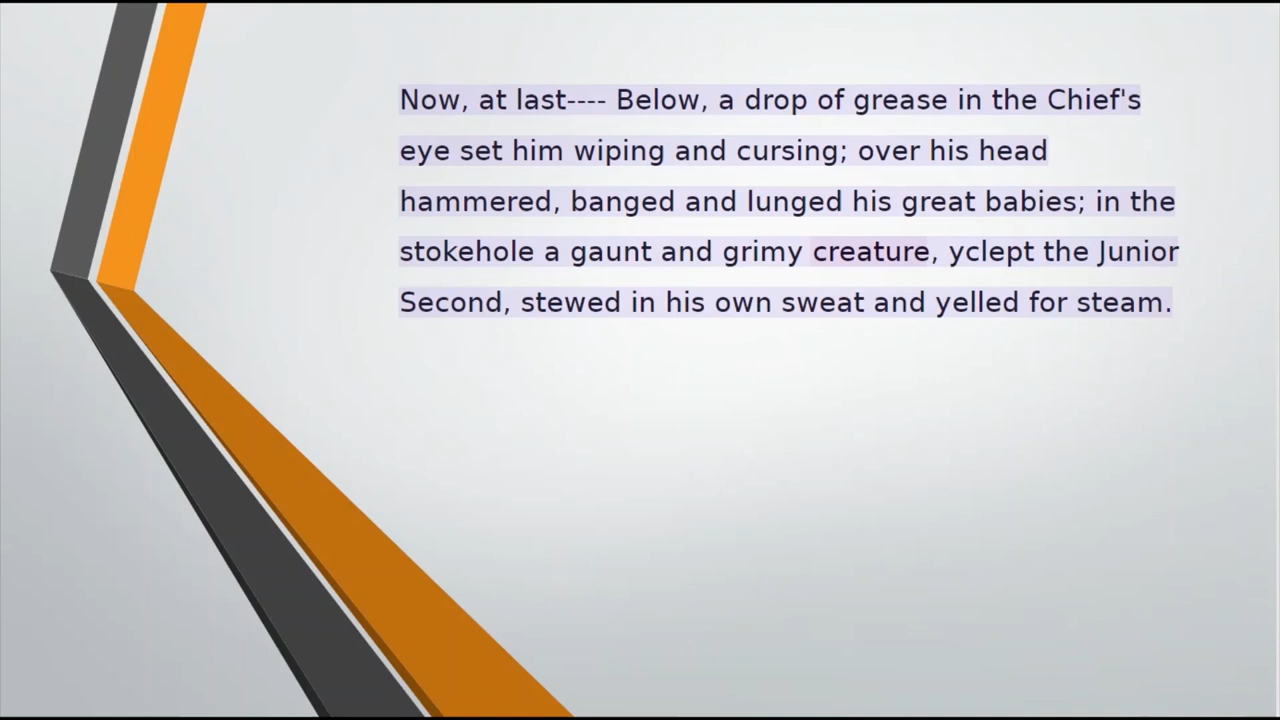 Now, at last---- Below, a drop of grease in the Chief's
eye set him wiping and cursing; over his head
hammered, banged and lunged his great babies; in the
stokehole a gaunt and grimy creature, yclept the Junior
Second, stewed in his own sweat and yelled for steam.